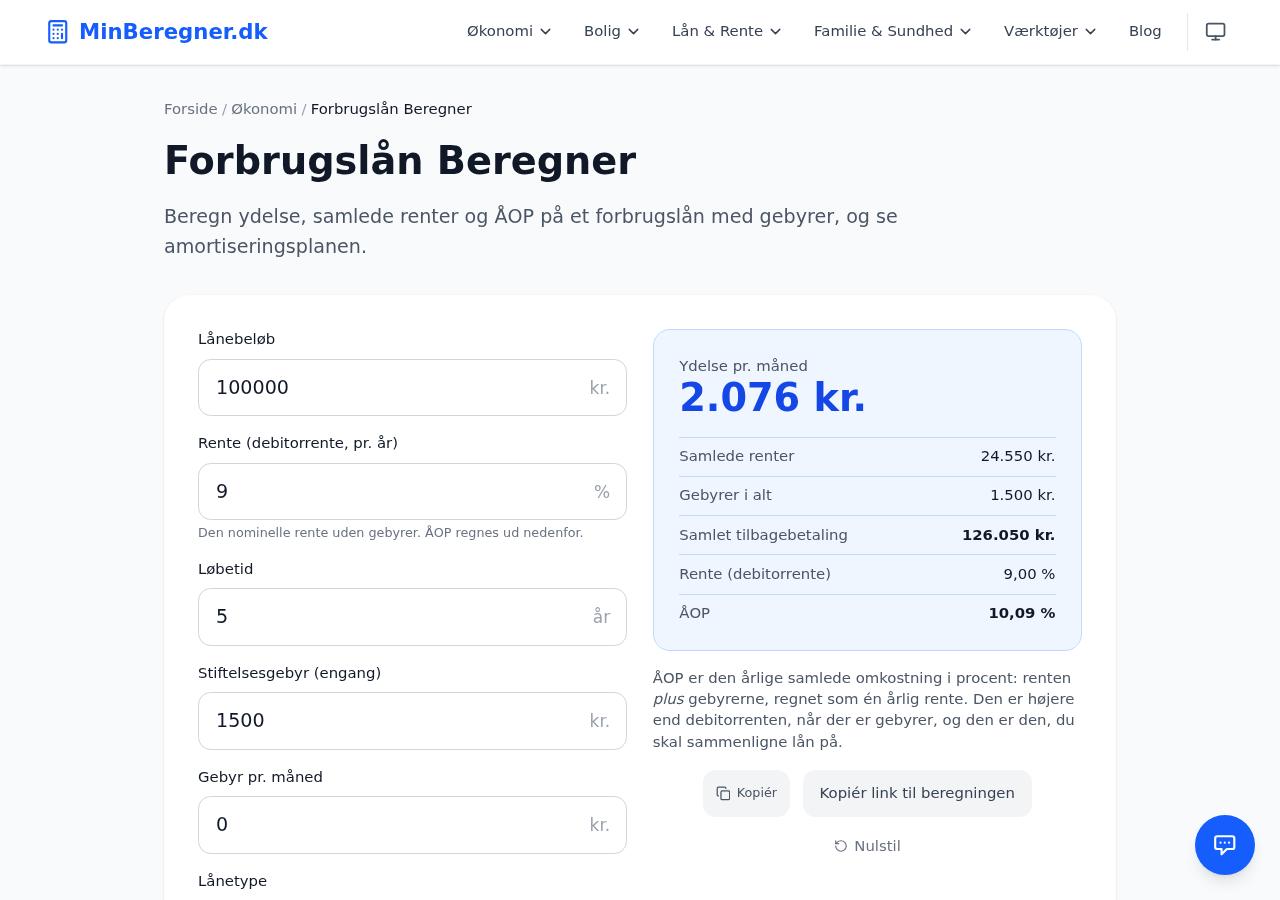 MinBeregner.dk
Økonomi
Bolig
Lån & Rente
Familie & Sundhed
Værktøjer
Blog
Forside / Økonomi / Forbrugslån Beregner
Forbrugslån Beregner
Beregn ydelse, samlede renter og ÅOP på et forbrugslån med gebyrer, og se
amortiseringsplanen.
Lånebeløb
100000 kr.
Rente (debitorrente, pr. år)
9 %
Den nominelle rente uden gebyrer. ÅOP regnes ud nedenfor.
Løbetid
5 år
Stiftelsesgebyr (engang)
1500 kr.
Gebyr pr. måned
0 kr.
Lånetype
Ydelse pr. måned
2.076 kr.
Samlede renter 24.550 kr.
Gebyrer i alt 1.500 kr.
Samlet tilbagebetaling 126.050 kr.
Rente (debitorrente) 9,00 %
ÅOP 10,09 %
ÅOP er den årlige samlede omkostning i procent: renten
plus gebyrerne, regnet som én årlig rente. Den er højere
end debitorrenten, når der er gebyrer, og den er den, du
skal sammenligne lån på.
Kopiér
Kopiér link til beregningen
Nulstil